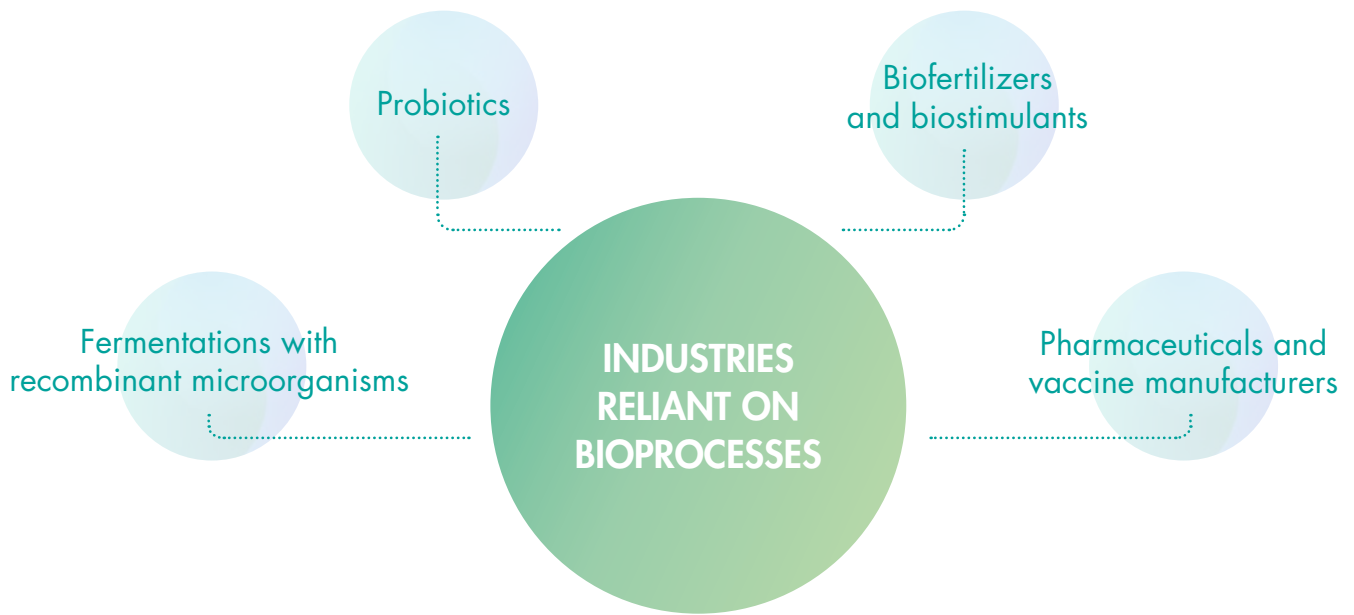 Probiotics
Biofertilizers
and biostimulants
Fermentations with
recombinant microorganisms
INDUSTRIES
RELIANT ON
BIOPROCESSES
Pharmaceuticals and
vaccine manufacturers